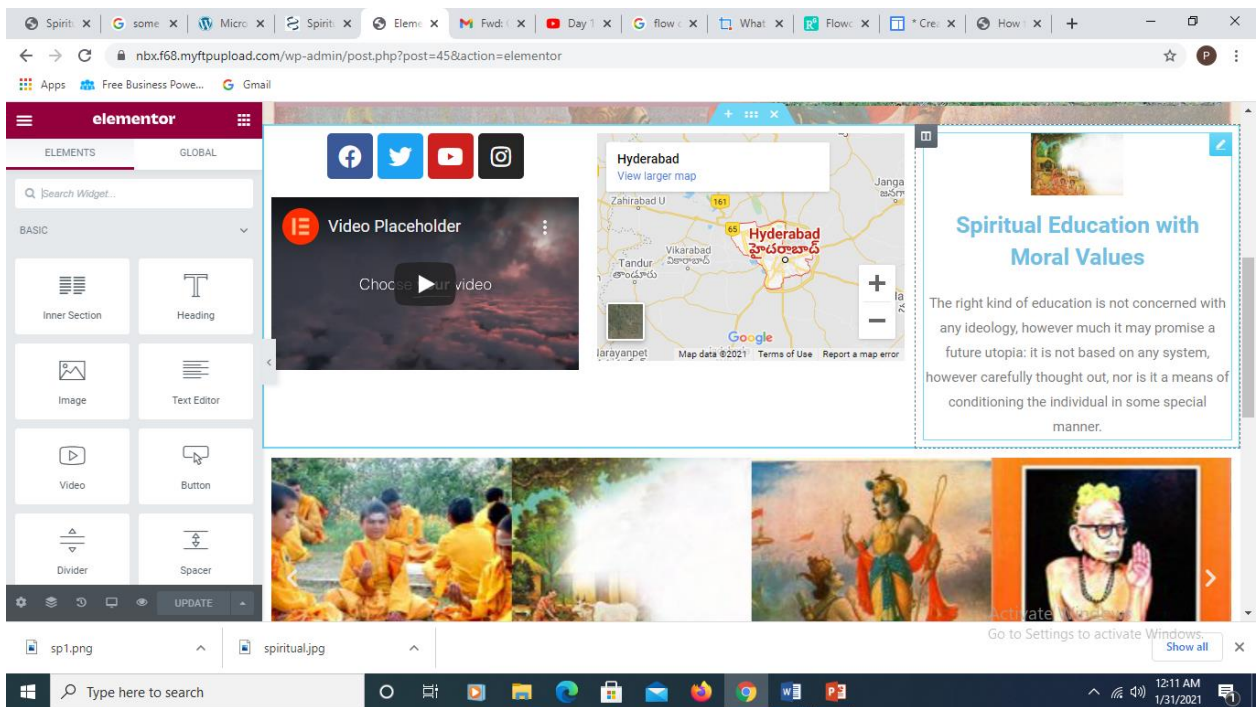 Spiritu
G some
Micro
Spiritu
Eleme
Fwd: (
Day 1
G flow c
What
Flowc
* Crea
How t
nbx.f68.myftpupload.com/wp-admin/post.php?post=45&action=elementor
P
Apps
Free Business Powe...
G Gmail
elementor
ELEMENTS
GLOBAL
Search Widget...
BASIC
Inner Section
Heading
Image
Text Editor
Video
Button
Divider
Spacer
UPDATE
Video Placeholder
Choose your video
Hyderabad
View larger map
Zahirabad U
161
Janga
65
Hyderabad
హైదరాబాద్
Vikarabad
వికారాబాద్
Tandur
తాండూరు
Google
arayanpet
Map data ©2021
Terms of Use
Report a map error
Spiritual Education with
Moral Values
The right kind of education is not concerned with
any ideology, however much it may promise a
future utopia: it is not based on any system,
however carefully thought out, nor is it a means of
conditioning the individual in some special
manner.
Activate Windows
Go to Settings to activate Windows.
sp1.png
spiritual.jpg
Show all
Type here to search
12:11 AM
1/31/2021